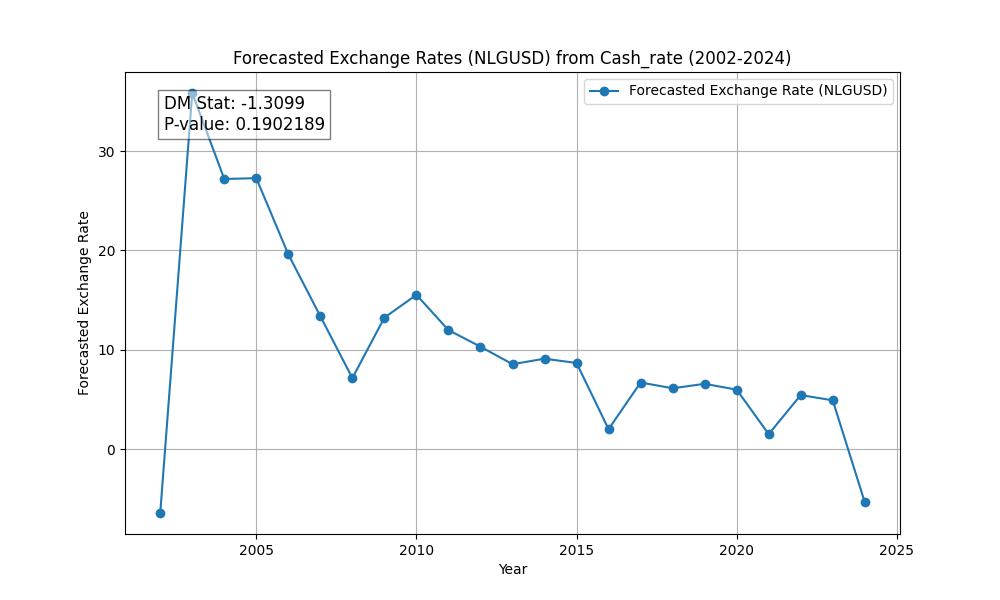 Forecasted Exchange Rates (NLGUSD) from Cash_rate (2002-2024)
DM Stat: -1.3099
P-value: 0.1902189
Forecasted Exchange Rate (NLGUSD)
Forecasted Exchange Rate
30
20
10
0
2005
2010
2015
2020
2025
Year